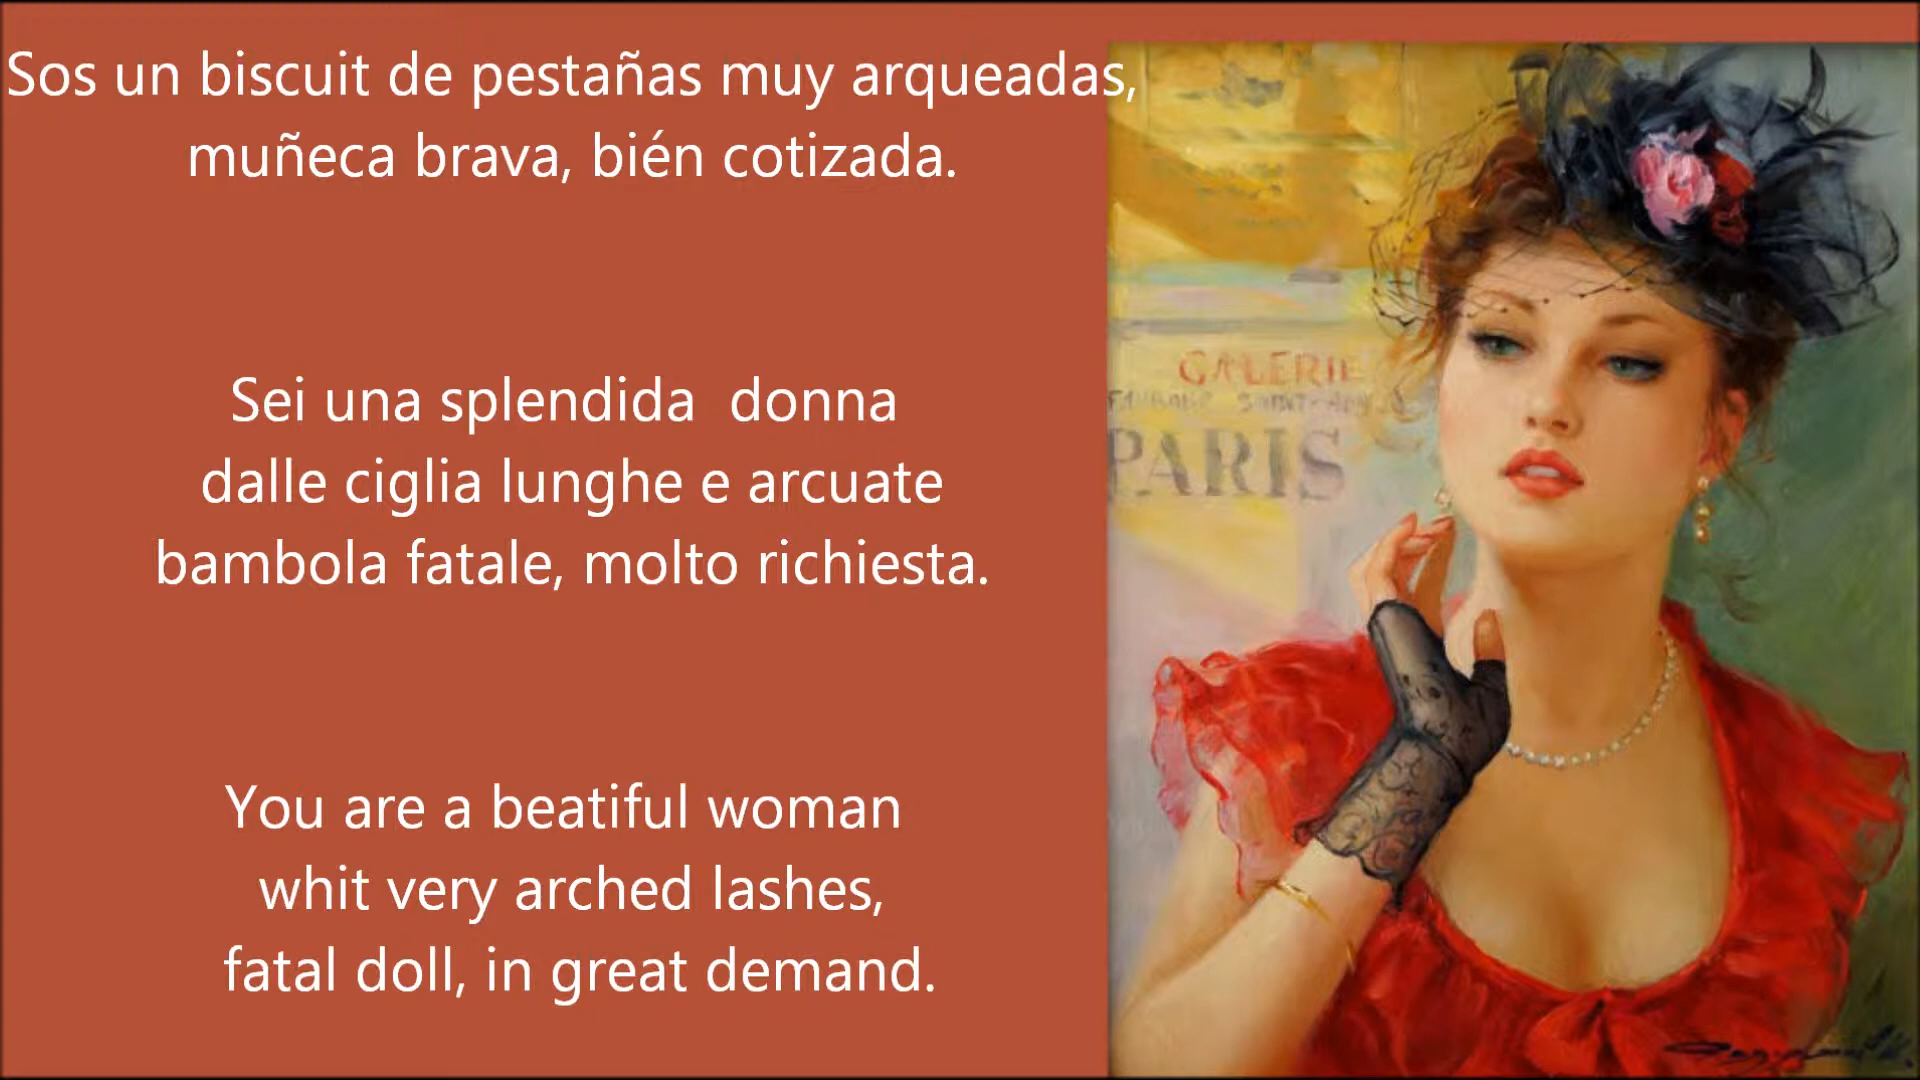 Sos un biscuit de pestañas muy arqueadas,
muñeca brava, bién cotizada.
Sei una splendida donna
dalle ciglia lunghe e arcuate
bambola fatale, molto richiesta.
You are a beatiful woman
whit very arched lashes,
fatal doll, in great demand.
GALERIE
PARIS